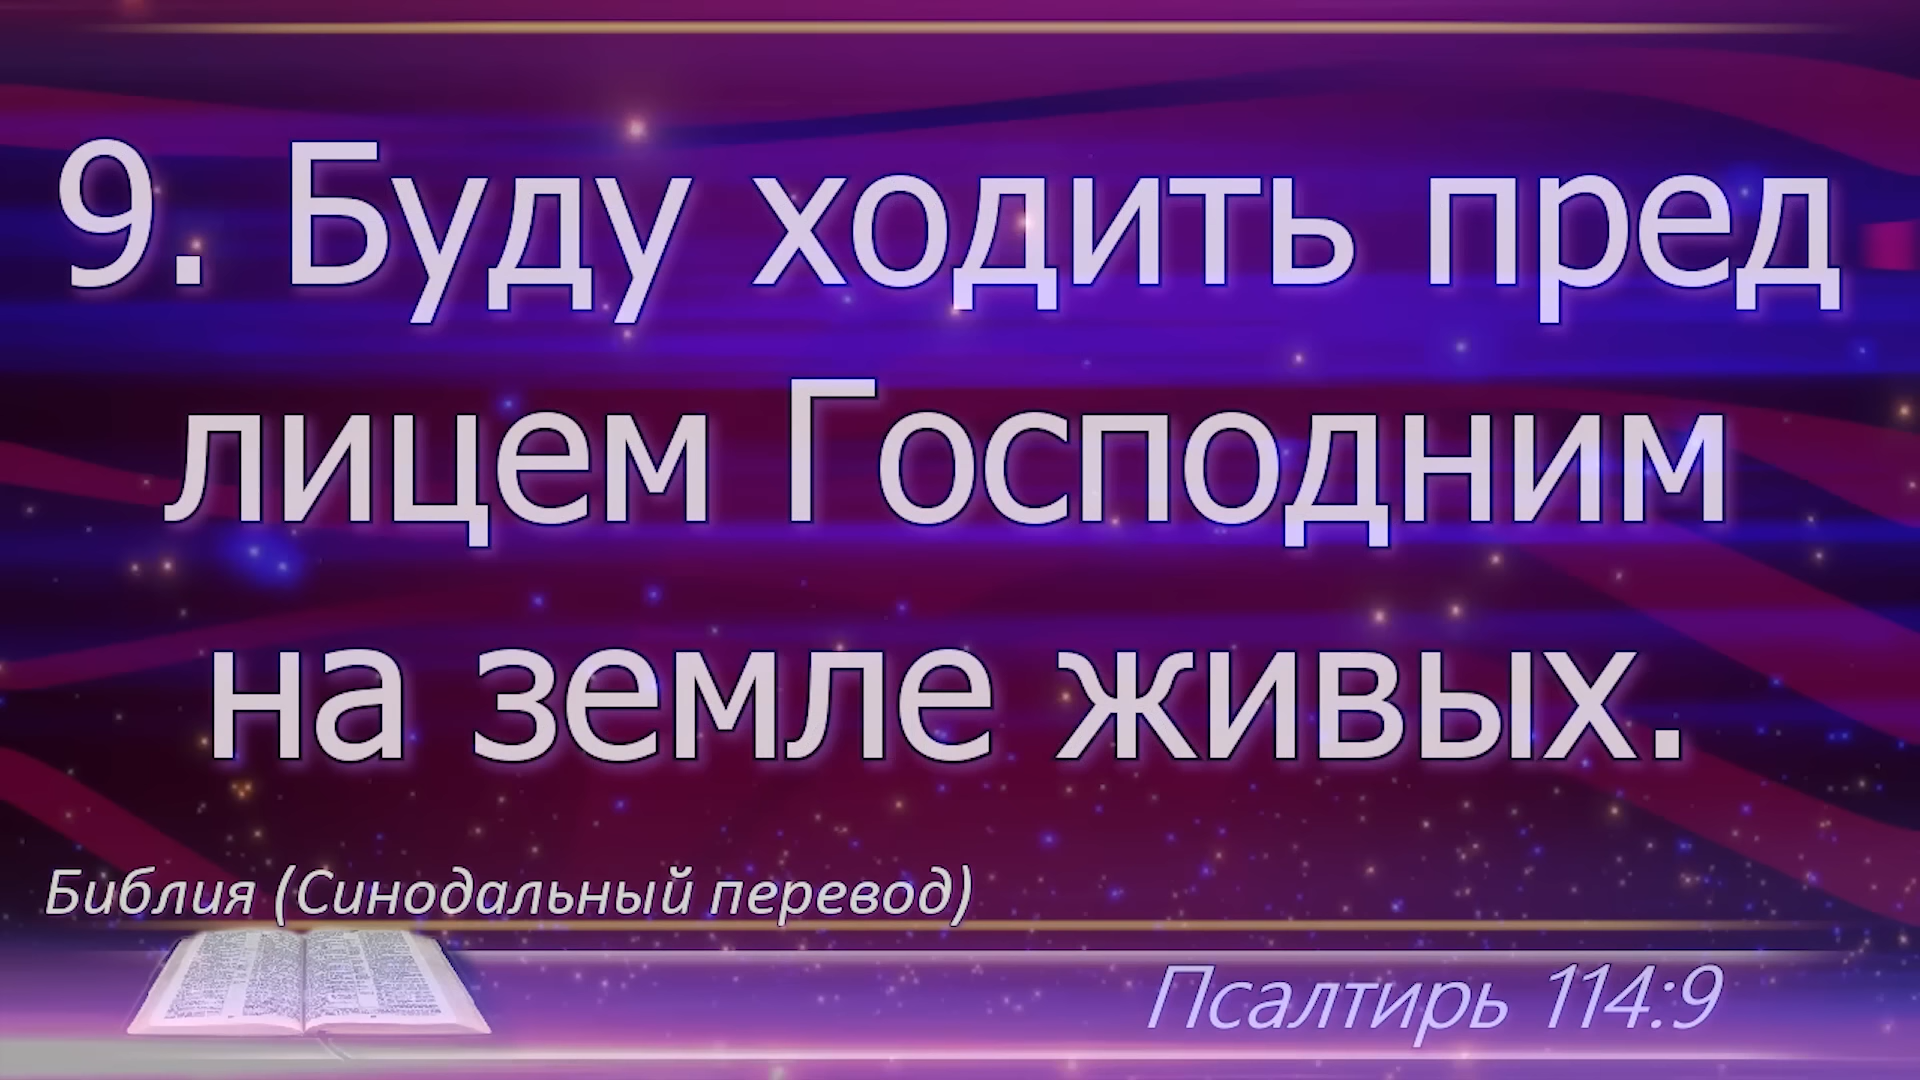 9. Буду ходить пред
лицем Господним
на земле живых.
Библия (Синодальный перевод)
Псалтирь 114:9